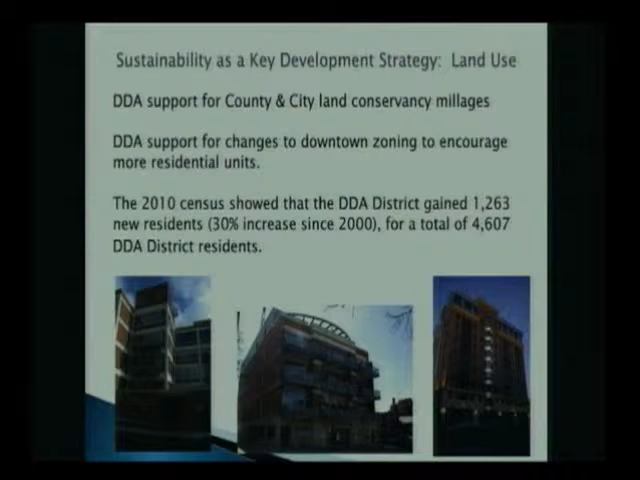 Sustainability as a Key Development Strategy: Land Use
DDA support for County & City land conservancy millages
DDA support for changes to downtown zoning to encourage
more residential units.
The 2010 census showed that the DDA District gained 1,263
new residents (30% increase since 2000), for a total of 4,607
DDA District residents.